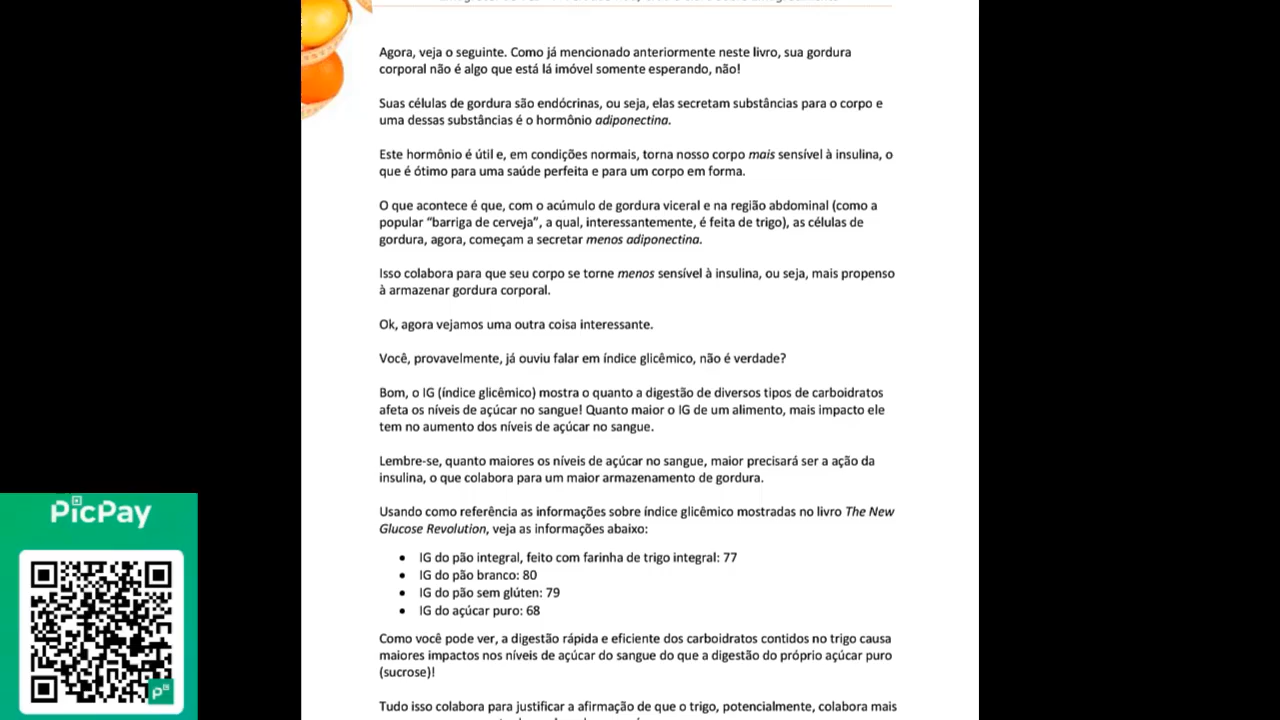 Agora, veja o seguinte. Como já mencionado anteriormente neste livro, sua gordura
corporal não é algo que está lá imóvel somente esperando, não!
Suas células de gordura são endócrinas, ou seja, elas secretam substâncias para o corpo e
uma dessas substâncias é o hormônio adiponectina.
Este hormônio é útil e, em condições normais, torna nosso corpo mais sensível à insulina, o
que é ótimo para uma saúde perfeita e para um corpo em forma.
O que acontece é que, com o acúmulo de gordura viceral e na região abdominal (como a
popular “barriga de cerveja”, a qual, interessantemente, é feita de trigo), as células de
gordura, agora, começam a secretar menos adiponectina.
Isso colabora para que seu corpo se torne menos sensível à insulina, ou seja, mais propenso
à armazenar gordura corporal.
Ok, agora vejamos uma outra coisa interessante.
Você, provavelmente, já ouviu falar em índice glicêmico, não é verdade?
Bom, o IG (índice glicêmico) mostra o quanto a digestão de diversos tipos de carboidratos
afeta os níveis de açúcar no sangue! Quanto maior o IG de um alimento, mais impacto ele
tem no aumento dos níveis de açúcar no sangue.
Lembre-se, quanto maiores os níveis de açúcar no sangue, maior precisará ser a ação da
insulina, o que colabora para um maior armazenamento de gordura.
Usando como referência as informações sobre índice glicêmico mostradas no livro The New
Glucose Revolution, veja as informações abaixo:
• IG do pão integral, feito com farinha de trigo integral: 77
• IG do pão branco: 80
• IG do pão sem glúten: 79
• IG do açúcar puro: 68
Como você pode ver, a digestão rápida e eficiente dos carboidratos contidos no trigo causa
maiores impactos nos níveis de açúcar do sangue do que a digestão do próprio açúcar puro
(sucrose)!
Tudo isso colabora para justificar a afirmação de que o trigo, potencialmente, colabora mais
PicPay